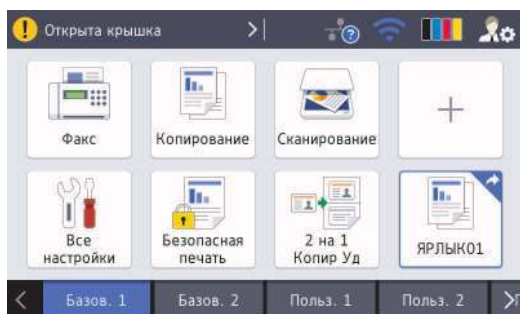 Открыта крышка
Факс
Копирование
Сканирование
Все
настройки
Безопасная
печать
2 на 1
Копир Уд
ЯРЛЫК01
Базов. 1
Базов. 2
Польз. 1
Польз. 2